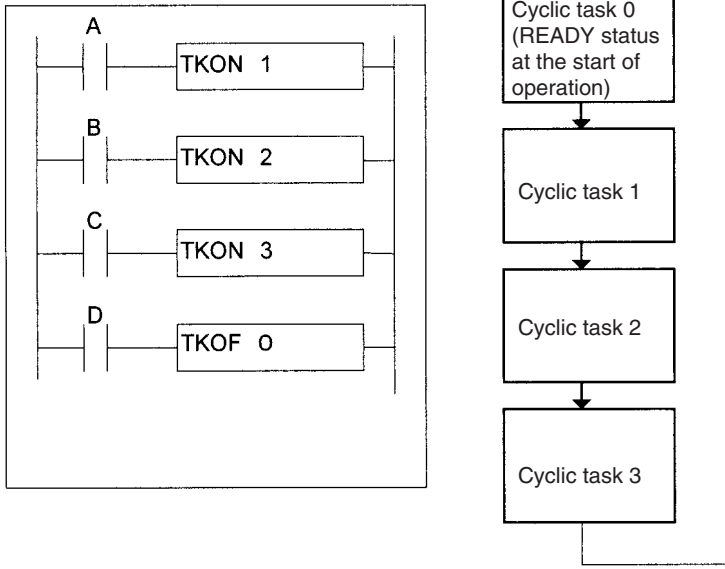 A
TKON 1
B
TKON 2
C
TKON 3
D
TKOF 0
Cyclic task 0
(READY status
at the start of
operation)
Cyclic task 1
Cyclic task 2
Cyclic task 3